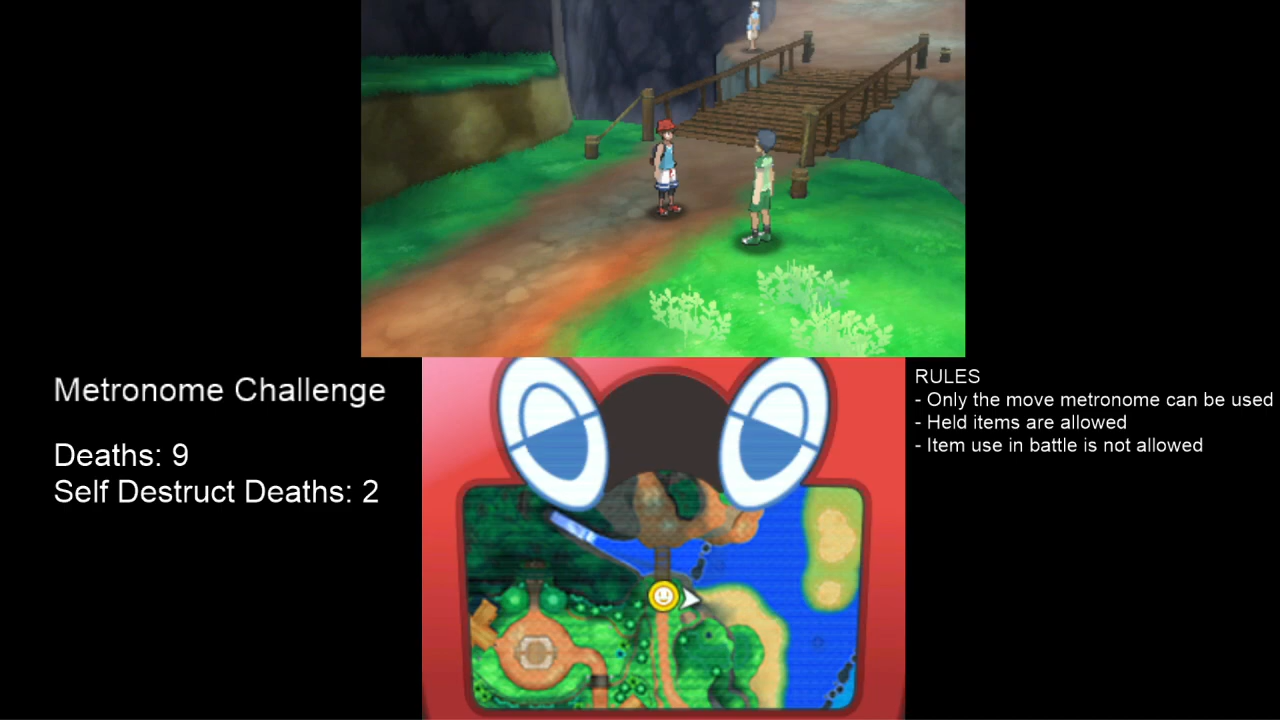 Metronome Challenge
Deaths: 9
Self Destruct Deaths: 2
RULES
- Only the move metronome can be used
- Held items are allowed
- Item use in battle is not allowed